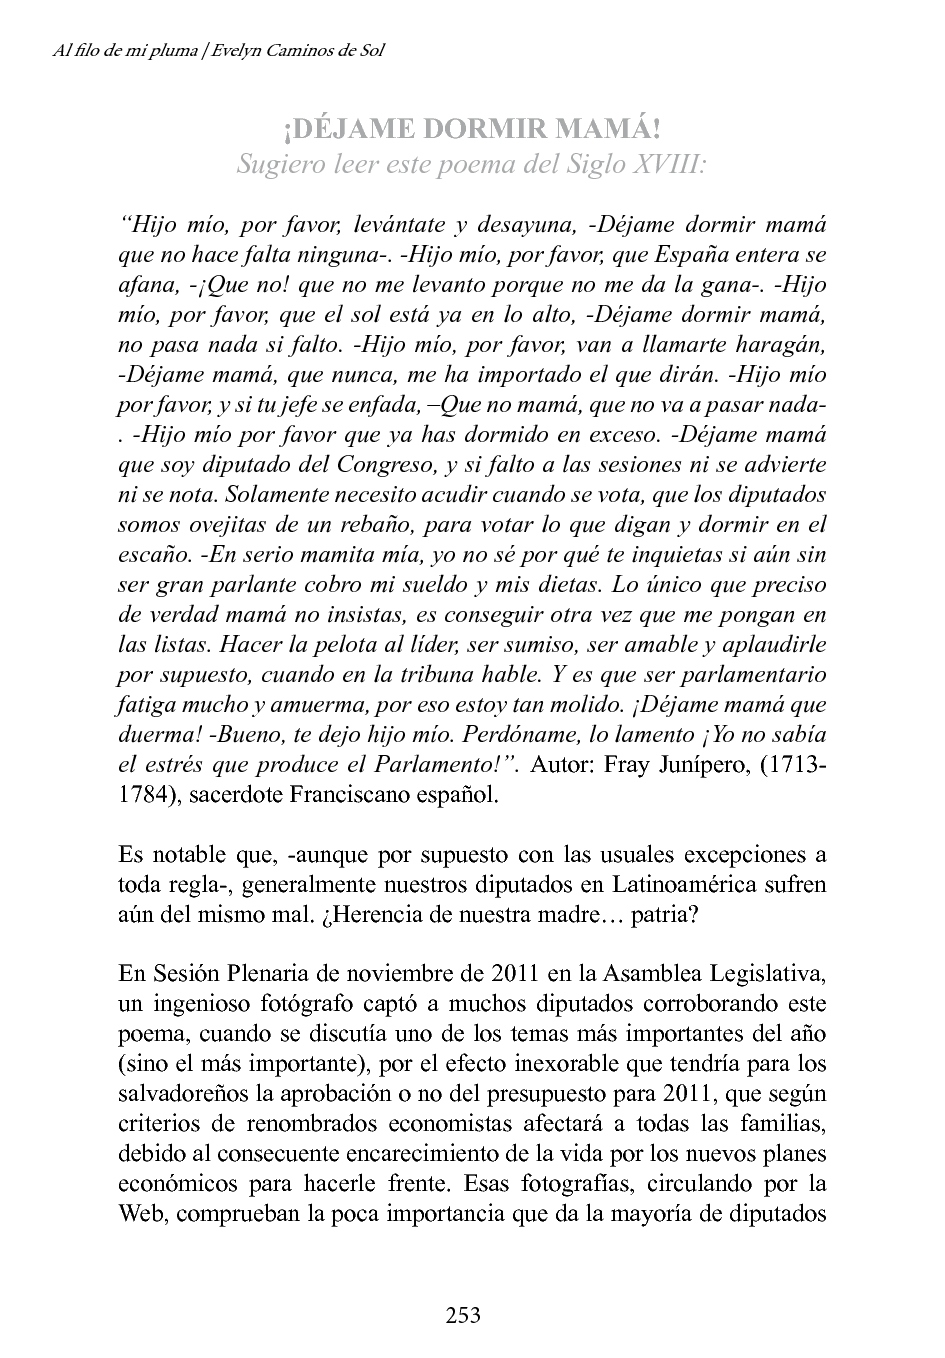 Al filo de mi pluma | Evelyn Caminos de Sol
¡DÉJAME DORMIR MAMÁ!
Sugiero leer este poema del Siglo XVIII:
“Hijo mío, por favor, levántate y desayuna, -Déjame dormir mamá
que no hace falta ninguna-. -Hijo mío, por favor, que España entera se
afana, -¡Que no! que no me levanto porque no me da la gana-. -Hijo
mío, por favor, que el sol está ya en lo alto, -Déjame dormir mamá,
no pasa nada si falto. -Hijo mío, por favor, van a llamarte haragán,
-Déjame mamá, que nunca, me ha importado el que dirán. -Hijo mío
por favor, y si tu jefe se enfada, –Que no mamá, que no va a pasar nada-
. -Hijo mío por favor que ya has dormido en exceso. -Déjame mamá
que soy diputado del Congreso, y si falto a las sesiones ni se advierte
ni se nota. Solamente necesito acudir cuando se vota, que los diputados
somos ovejitas de un rebaño, para votar lo que digan y dormir en el
escaño. -En serio mamita mía, yo no sé por qué te inquietas si aún sin
ser gran parlante cobro mi sueldo y mis dietas. Lo único que preciso
de verdad mamá no insistas, es conseguir otra vez que me pongan en
las listas. Hacer la pelota al líder, ser sumiso, ser amable y aplaudirle
por supuesto, cuando en la tribuna hable. Y es que ser parlamentario
fatiga mucho y amuerma, por eso estoy tan molido. ¡Déjame mamá que
duerma! -Bueno, te dejo hijo mío. Perdóname, lo lamento ¡Yo no sabía
el estrés que produce el Parlamento!”. Autor: Fray Junípero, (1713-
1784), sacerdote Franciscano español.
Es notable que, -aunque por supuesto con las usuales excepciones a
toda regla-, generalmente nuestros diputados en Latinoamérica sufren
aún del mismo mal. ¿Herencia de nuestra madre… patria?
En Sesión Plenaria de noviembre de 2011 en la Asamblea Legislativa,
un ingenioso fotógrafo captó a muchos diputados corroborando este
poema, cuando se discutía uno de los temas más importantes del año
(sino el más importante), por el efecto inexorable que tendría para los
salvadoreños la aprobación o no del presupuesto para 2011, que según
criterios de renombrados economistas afectará a todas las familias,
debido al consecuente encarecimiento de la vida por los nuevos planes
económicos para hacerle frente. Esas fotografías, circulando por la
Web, comprueban la poca importancia que da la mayoría de diputados
253